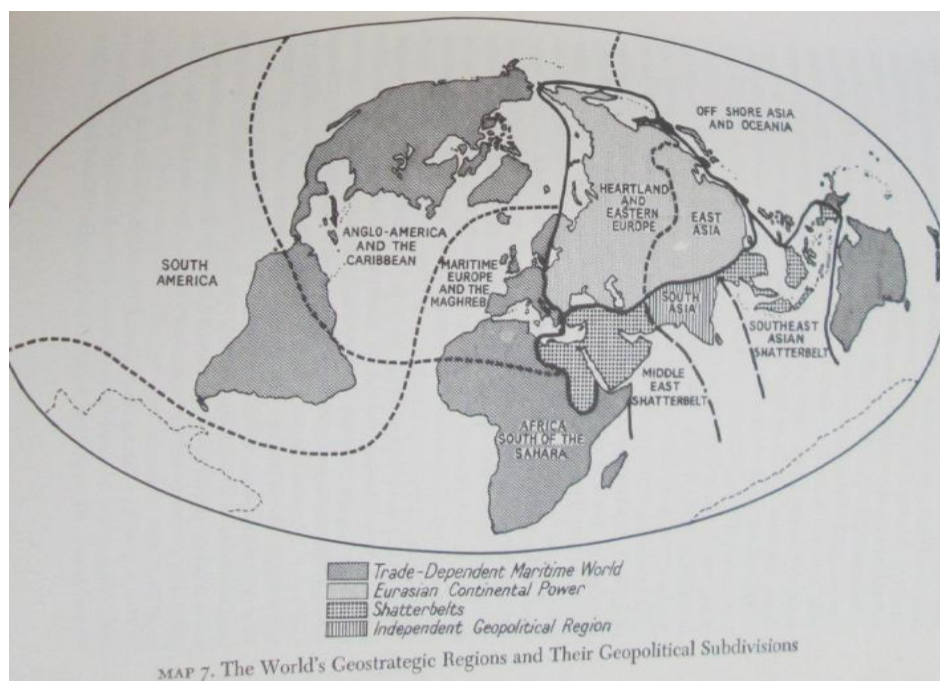 OFF SHORE ASIA
AND OCEANIA
HEARTLAND
AND
EASTERN
EUROPE
EAST
ASIA
ANGLO-AMERICA
AND THE
CARIBBEAN
SOUTH
AMERICA
MARITIME
EUROPE
AND THE
MAGHREB
SOUTH
ASIA
SOUTHEAST
ASIAN
SHATTERBELT
MIDDLE
EAST
SHATTERBELT
AFRICA
SOUTH OF THE
SAHARA
Trade-Dependent Maritime World
Eurasian Continental Power
Shatterbelts
Independent Geopolitical Region
MAP 7. The World's Geostrategic Regions and Their Geopolitical Subdivisions